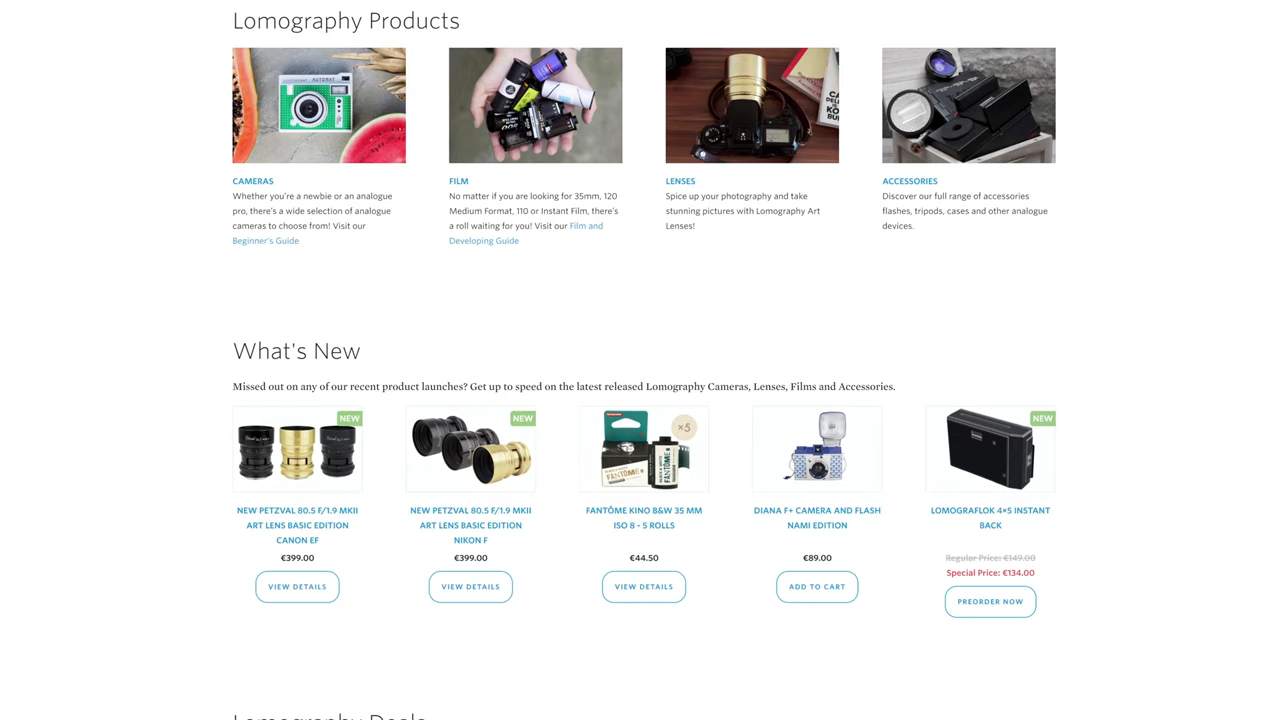 Lomography Products
CAMERAS
Whether you're a newbie or an analogue
pro, there's a wide selection of analogue
cameras to choose from! Visit our
Beginner's Guide
FILM
No matter if you are looking for 35mm, 120
Medium Format, 110 or Instant Film, there's
a roll waiting for you! Visit our Film and
Developing Guide
LENSES
Spice up your photography and take
stunning pictures with Lomography Art
Lenses!
ACCESSORIES
Discover our full range of accessories
flashes, tripods, cases and other analogue
devices.
What's New
Missed out on any of our recent product launches? Get up to speed on the latest released Lomography Cameras, Lenses, Films and Accessories.
NEW
NEW PETZVAL 80.5 F/1.9 MKII
ART LENS BASIC EDITION
CANON EF
€399.00
VIEW DETAILS
NEW
NEW PETZVAL 80.5 F/1.9 MKII
ART LENS BASIC EDITION
NIKON F
€399.00
VIEW DETAILS
×5
FANTÔME
FANTÔME KINO B&W 35 MM
ISO 8 - 5 ROLLS
€44.50
VIEW DETAILS
DIANA F+ CAMERA AND FLASH
NAMI EDITION
€89.00
ADD TO CART
NEW
LOMOGRAFLOK 4×5 INSTANT
BACK
Regular Price: €149.00
Special Price: €134.00
PREORDER NOW
Lomography Deals